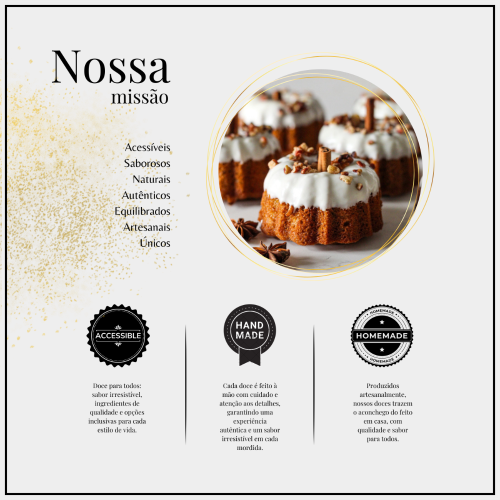 Nossa
missão
Acessíveis
Saborosos
Naturais
Autênticos
Equilibrados
Artesanais
Únicos
ACCESSIBLE
HAND
MADE
HOMEMADE
HOMEMADE
HOMEMADE
Doce para todos:
sabor irresistível,
ingredientes de
qualidade e opções
inclusivas para cada
estilo de vida.
Cada doce é feito à
mão com cuidado e
atenção aos detalhes,
garantindo uma
experiência
autêntica e um sabor
irresistível em cada
mordida.
Produzidos
artesanalmente,
nossos doces trazem
o aconchego do feito
em casa, com
qualidade e sabor
para todos.